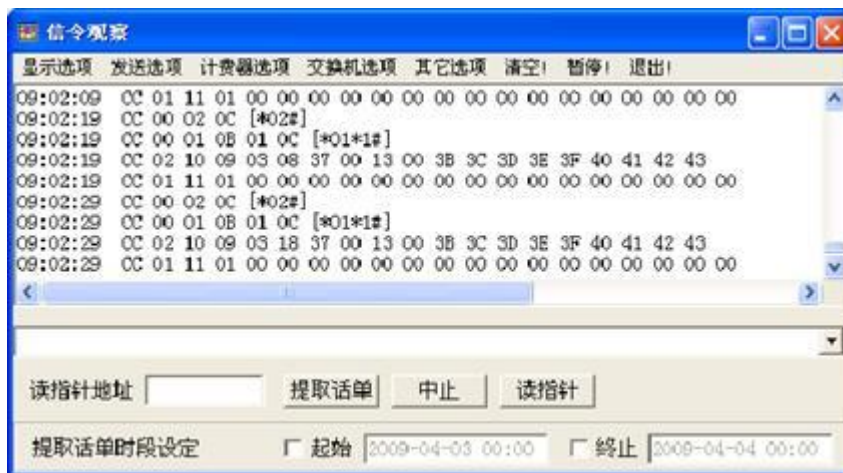 信令观察
显示选项 发送选项 计费器选项 交换机选项 其它选项 清空! 暂停! 退出!
09:02:09 CC 01 11 01 00 00 00 00 00 00 00 00 00 00 00 00 00 00 00 00
09:02:19 CC 00 02 0C [*02#]
09:02:19 CC 00 01 0B 01 0C [*01*1#]
09:02:19 CC 02 10 09 03 08 37 00 13 00 3B 3C 3D 3E 3F 40 41 42 43
09:02:19 CC 01 11 01 00 00 00 00 00 00 00 00 00 00 00 00 00 00 00 00
09:02:29 CC 00 02 0C [*02#]
09:02:29 CC 00 01 0B 01 0C [*01*1#]
09:02:29 CC 02 10 09 03 18 37 00 13 00 3B 3C 3D 3E 3F 40 41 42 43
09:02:29 CC 01 11 01 00 00 00 00 00 00 00 00 00 00 00 00 00 00 00 00
读指针地址 提取话单 中止 读指针
提取话单时段设定 起始 2009-04-03 00:00 终止 2009-04-04 00:00